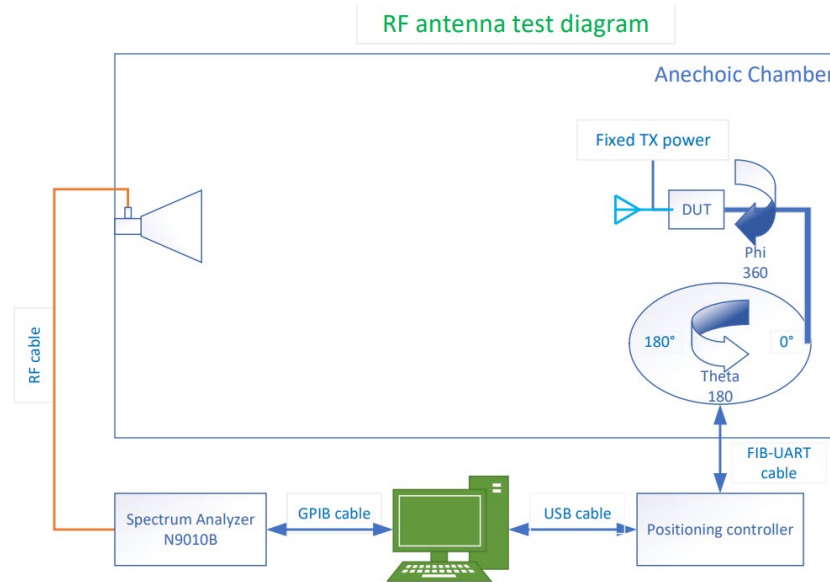 RF antenna test diagram
Anechoic Chamber
Fixed TX power
DUT
Phi
360
180°
0°
Theta
180
RF cable
FIB-UART
cable
Spectrum Analyzer
N9010B
GPIB cable
USB cable
Positioning controller